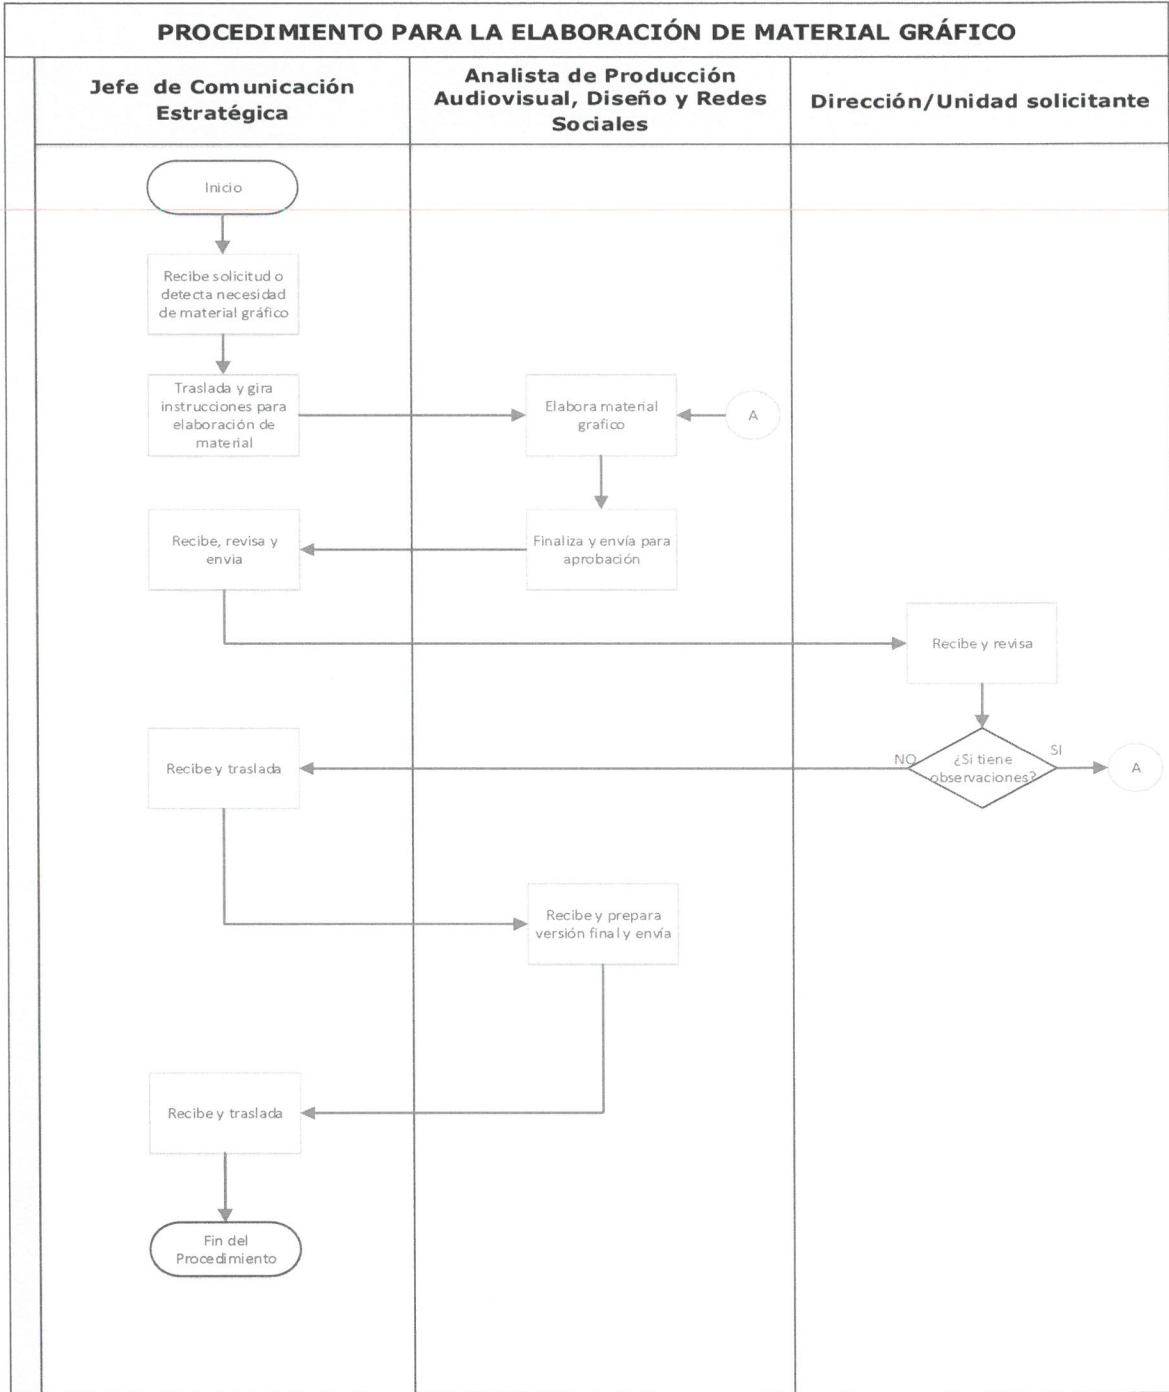 PROCEDIMIENTO PARA LA ELABORACIÓN DE MATERIAL GRÁFICO
Jefe de Comunicación
Estratégica
Analista de Producción
Audiovisual, Diseño y Redes
Sociales
Dirección/Unidad solicitante
Inicio
Recibe solicitud o
detecta necesidad
de material gráfico
Traslada y gira
instrucciones para
elaboración de
material
Elabora material
grafico
A
Recibe, revisa y
envia
Finaliza y envía para
aprobación
Recibe y revisa
Recibe y traslada
NO
¿Si tiene
observaciones?
SI
A
Recibe y prepara
versión final y envía
Recibe y traslada
Fin del
Procedimiento